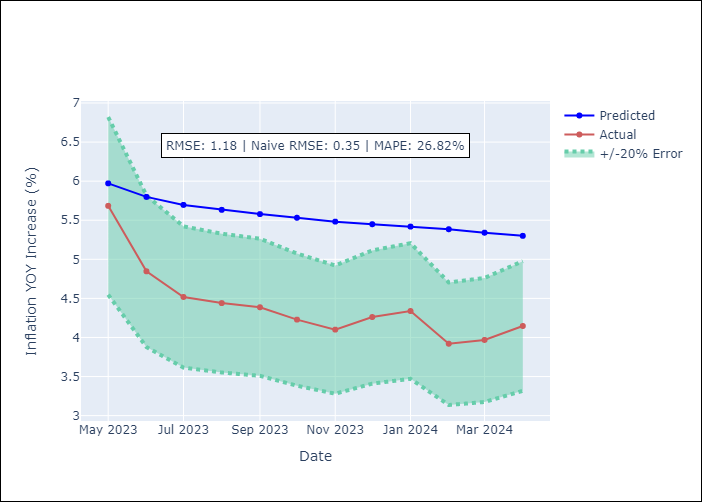 7
6.5
6
5.5
5
4.5
4
3.5
3
Inflation YOY Increase (%)
RMSE: 1.18 | Naive RMSE: 0.35 | MAPE: 26.82%
Predicted
Actual
+/-20% Error
May 2023 Jul 2023 Sep 2023 Nov 2023 Jan 2024 Mar 2024
Date